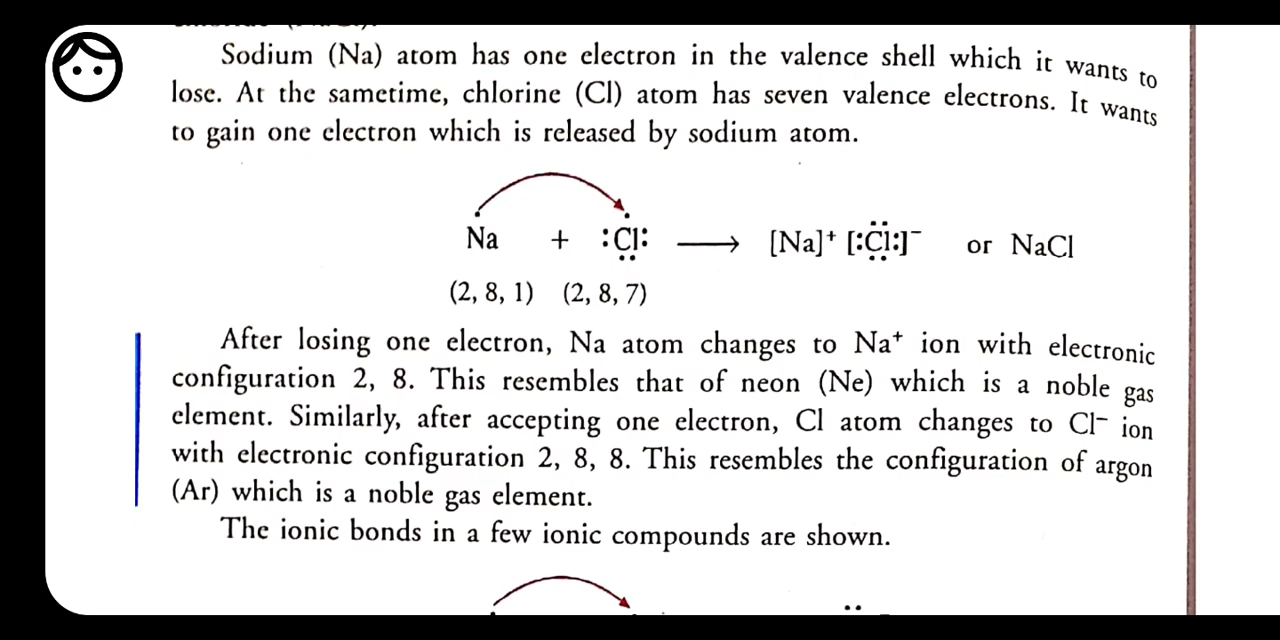 Sodium (Na) atom has one electron in the valence shell which it wants to
lose. At the sametime, chlorine (Cl) atom has seven valence electrons. It wants
to gain one electron which is released by sodium atom.
Na + :Cl: ⟶ [Na]⁺ [:Cl:]⁻ or NaCl
(2, 8, 1) (2, 8, 7)
After losing one electron, Na atom changes to Na⁺ ion with electronic
configuration 2, 8. This resembles that of neon (Ne) which is a noble gas
element. Similarly, after accepting one electron, Cl atom changes to Cl⁻ ion
with electronic configuration 2, 8, 8. This resembles the configuration of argon
(Ar) which is a noble gas element.
The ionic bonds in a few ionic compounds are shown.